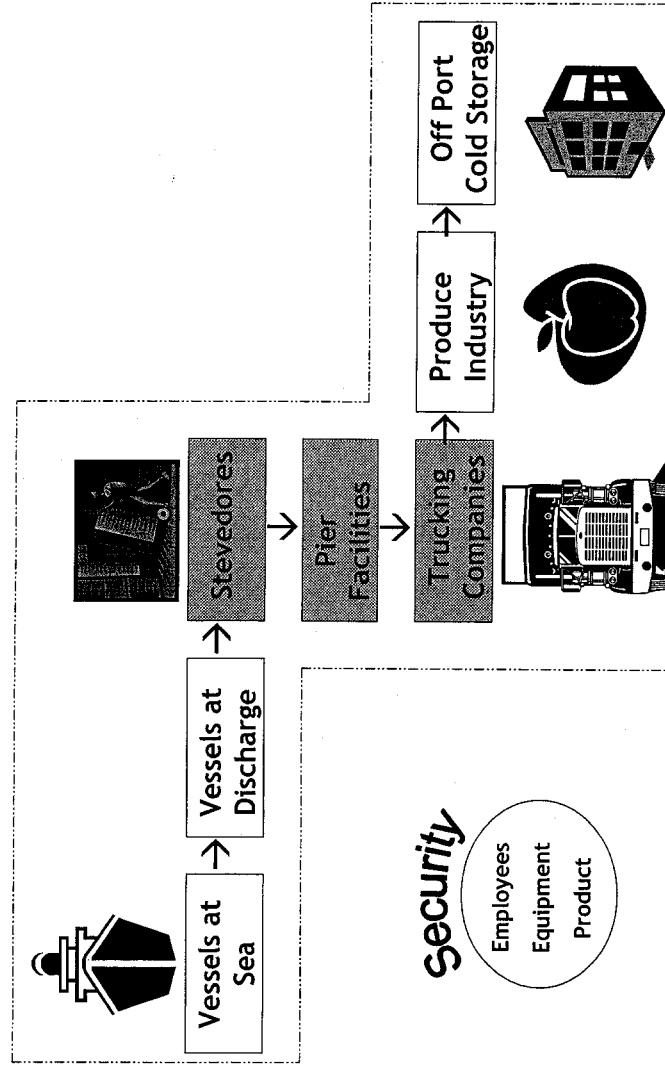 Vessels at
Sea
Vessels at
Discharge
Stevedores
Pier
Facilities
Trucking
Companies
Produce
Industry
Off Port
Cold Storage
security
Employees
Equipment
Product